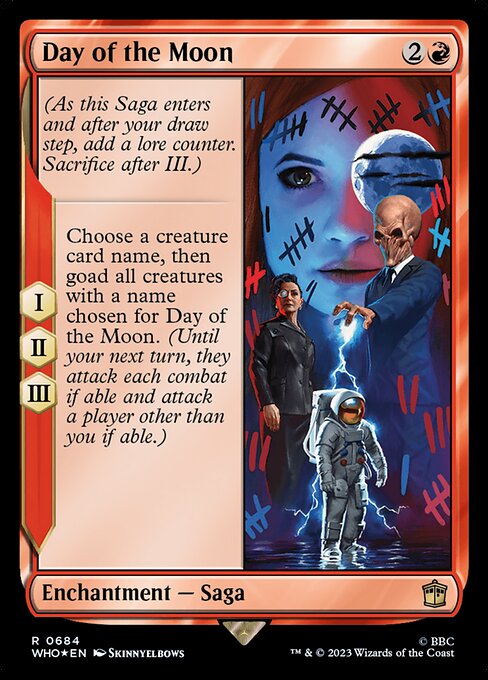 Day of the Moon 2
(As this Saga enters
and after your draw
step, add a lore counter.
Sacrifice after III.)
I
II
III
Choose a creature
card name, then
goad all creatures
with a name
chosen for Day of
the Moon. (Until
your next turn, they
attack each combat
if able and attack
a player other than
you if able.)
Enchantment — Saga
R 0684
WHO★EN SKINNYELBOWS
© BBC
™ & © 2023 Wizards of the Coast